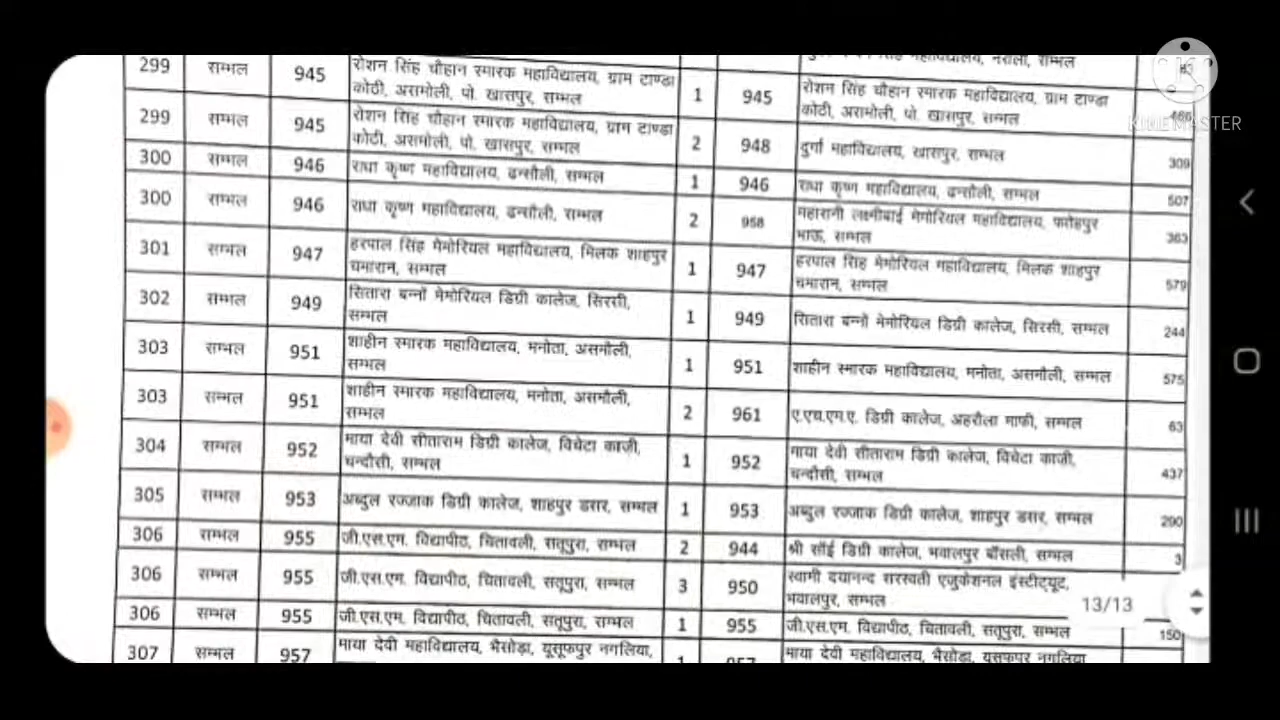 299 सम्भल 945 रोशन सिंह चौहान स्मारक महाविद्यालय, ग्राम टाण्डा कोठी, असमोली, पो. खासपुर, सम्भल 1 945 रोशन सिंह चौहान स्मारक महाविद्यालय, ग्राम टाण्डा कोठी, असमोली, पो. खासपुर, सम्भल
299 सम्भल 945 रोशन सिंह चौहान स्मारक महाविद्यालय, ग्राम टाण्डा कोठी, असमोली, पो. खासपुर, सम्भल 2 948 दुर्गा महाविद्यालय, खासपुर, सम्भल 309
300 सम्भल 946 राधा कृष्ण महाविद्यालय, ढन्सौली, सम्भल 1 946 राधा कृष्ण महाविद्यालय, ढन्सौली, सम्भल 507
300 सम्भल 946 राधा कृष्ण महाविद्यालय, ढन्सौली, सम्भल 2 958 महारानी लक्ष्मीबाई मेमोरियल महाविद्यालय, फतेहपुर भाऊ, सम्भल 363
301 सम्भल 947 हरपाल सिंह मेमोरियल महाविद्यालय, मिलक शाहपुर चमारान, सम्भल 1 947 हरपाल सिंह मेमोरियल महाविद्यालय, मिलक शाहपुर चमारान, सम्भल 579
302 सम्भल 949 सितारा बन्नों मेमोरियल डिग्री कालेज, सिरसी, सम्भल 1 949 सितारा बन्नों मेमोरियल डिग्री कालेज, सिरसी, सम्भल 244
303 सम्भल 951 शाहीन स्मारक महाविद्यालय, मनोता, असमौली, सम्भल 1 951 शाहीन स्मारक महाविद्यालय, मनोता, असमौली, सम्भल 575
303 सम्भल 951 शाहीन स्मारक महाविद्यालय, मनोता, असमौली, सम्भल 2 961 ए.एच.एम.ए. डिग्री कालेज, अहरौला माफी, सम्भल 63
304 सम्भल 952 माया देवी सीताराम डिग्री कालेज, विचेटा काज़ी, चन्दौसी, सम्भल 1 952 माया देवी सीताराम डिग्री कालेज, विचेटा काज़ी, चन्दौसी, सम्भल 437
305 सम्भल 953 अब्दुल रज्जाक डिग्री कालेज, शाहपुर डसर, सम्भल 1 953 अब्दुल रज्जाक डिग्री कालेज, शाहपुर डसर, सम्भल 290
306 सम्भल 955 जी.एस.एम. विद्यापीठ, चितावली, सतूपुरा, सम्भल 2 944 श्री साँई डिग्री कालेज, भवालपुर बाँसली, सम्भल 3
306 सम्भल 955 जी.एस.एम. विद्यापीठ, चितावली, सतूपुरा, सम्भल 3 950 स्वामी दयानन्द सरस्वती एजुकेशनल इंस्टीट्यूट, भवालपुर, सम्भल
306 सम्भल 955 जी.एस.एम. विद्यापीठ, चितावली, सतूपुरा, सम्भल 1 955 जी.एस.एम. विद्यापीठ, चितावली, सतूपुरा, सम्भल 150
307 सम्भल 957 माया देवी महाविद्यालय, भैसोड़ा, यूसूफपुर नगलिया, माया देवी महाविद्यालय, भैसोड़ा, यूसूफपुर नगलिया
13/13
KINEMASTER